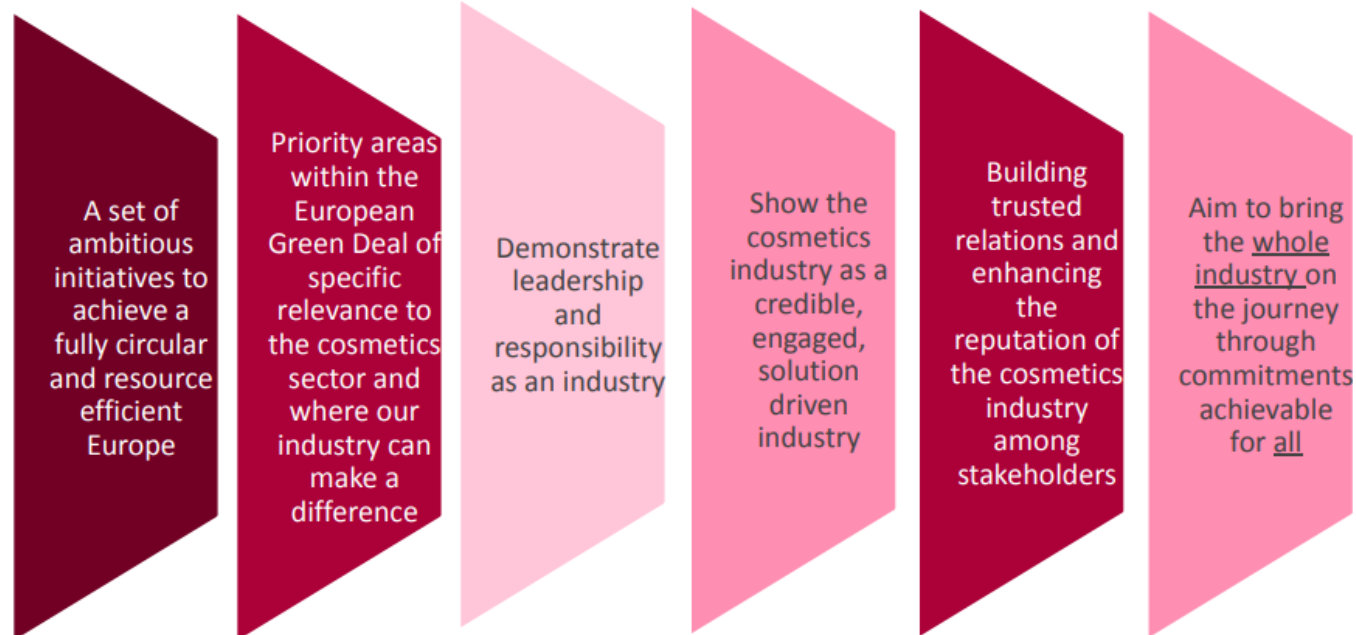 A set of
ambitious
initiatives to
achieve a
fully circular
and resource
efficient
Europe
Priority areas
within the
European
Green Deal of
specific
relevance to
the cosmetics
sector and
where our
industry can
make a
difference
Demonstrate
leadership
and
responsibility
as an industry
Show the
cosmetics
industry as a
credible,
engaged,
solution
driven
industry
Building
trusted
relations and
enhancing
the
reputation of
the cosmetics
industry
among
stakeholders
Aim to bring
the whole
industry on
the journey
through
commitments
achievable
for all